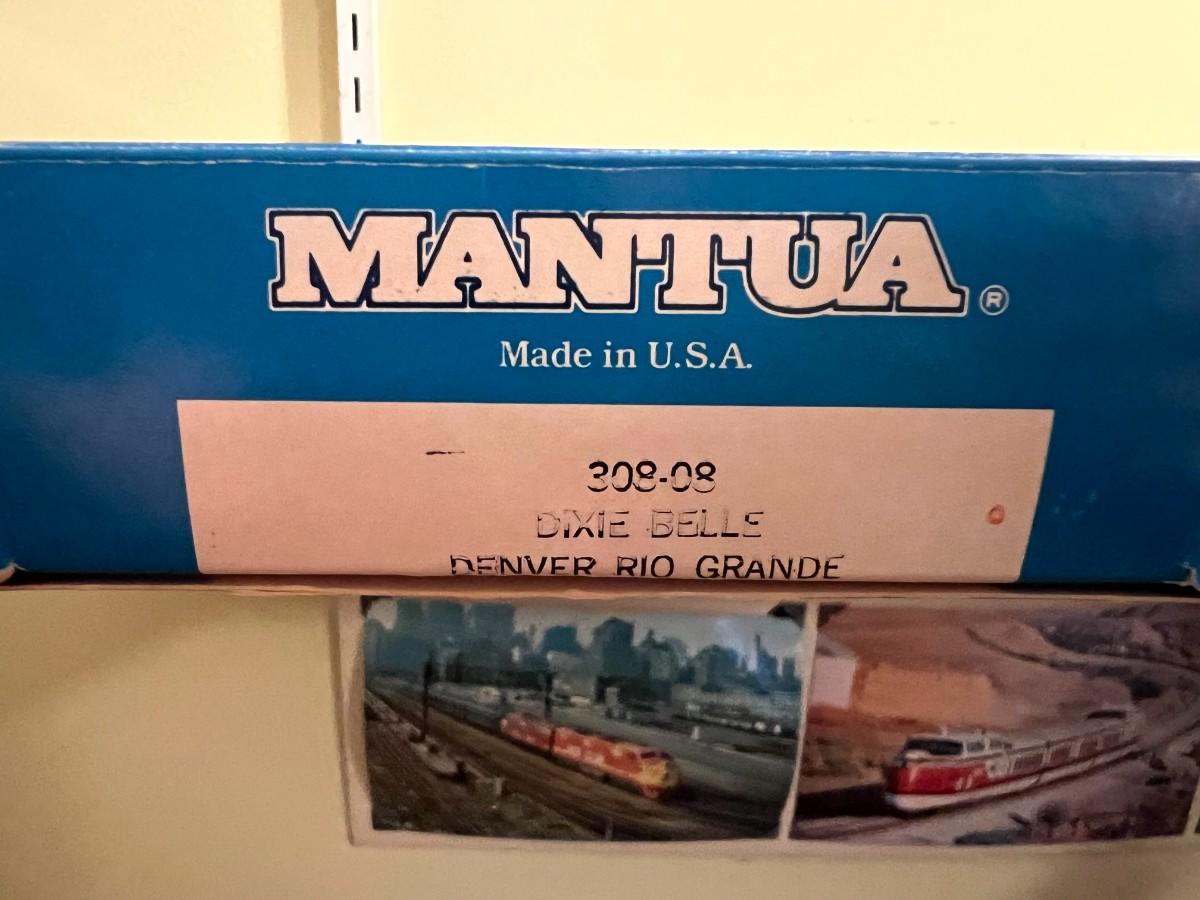 MANTUA®
Made in U.S.A.
308-08
DIXIE BELLE
DENVER RIO GRANDE